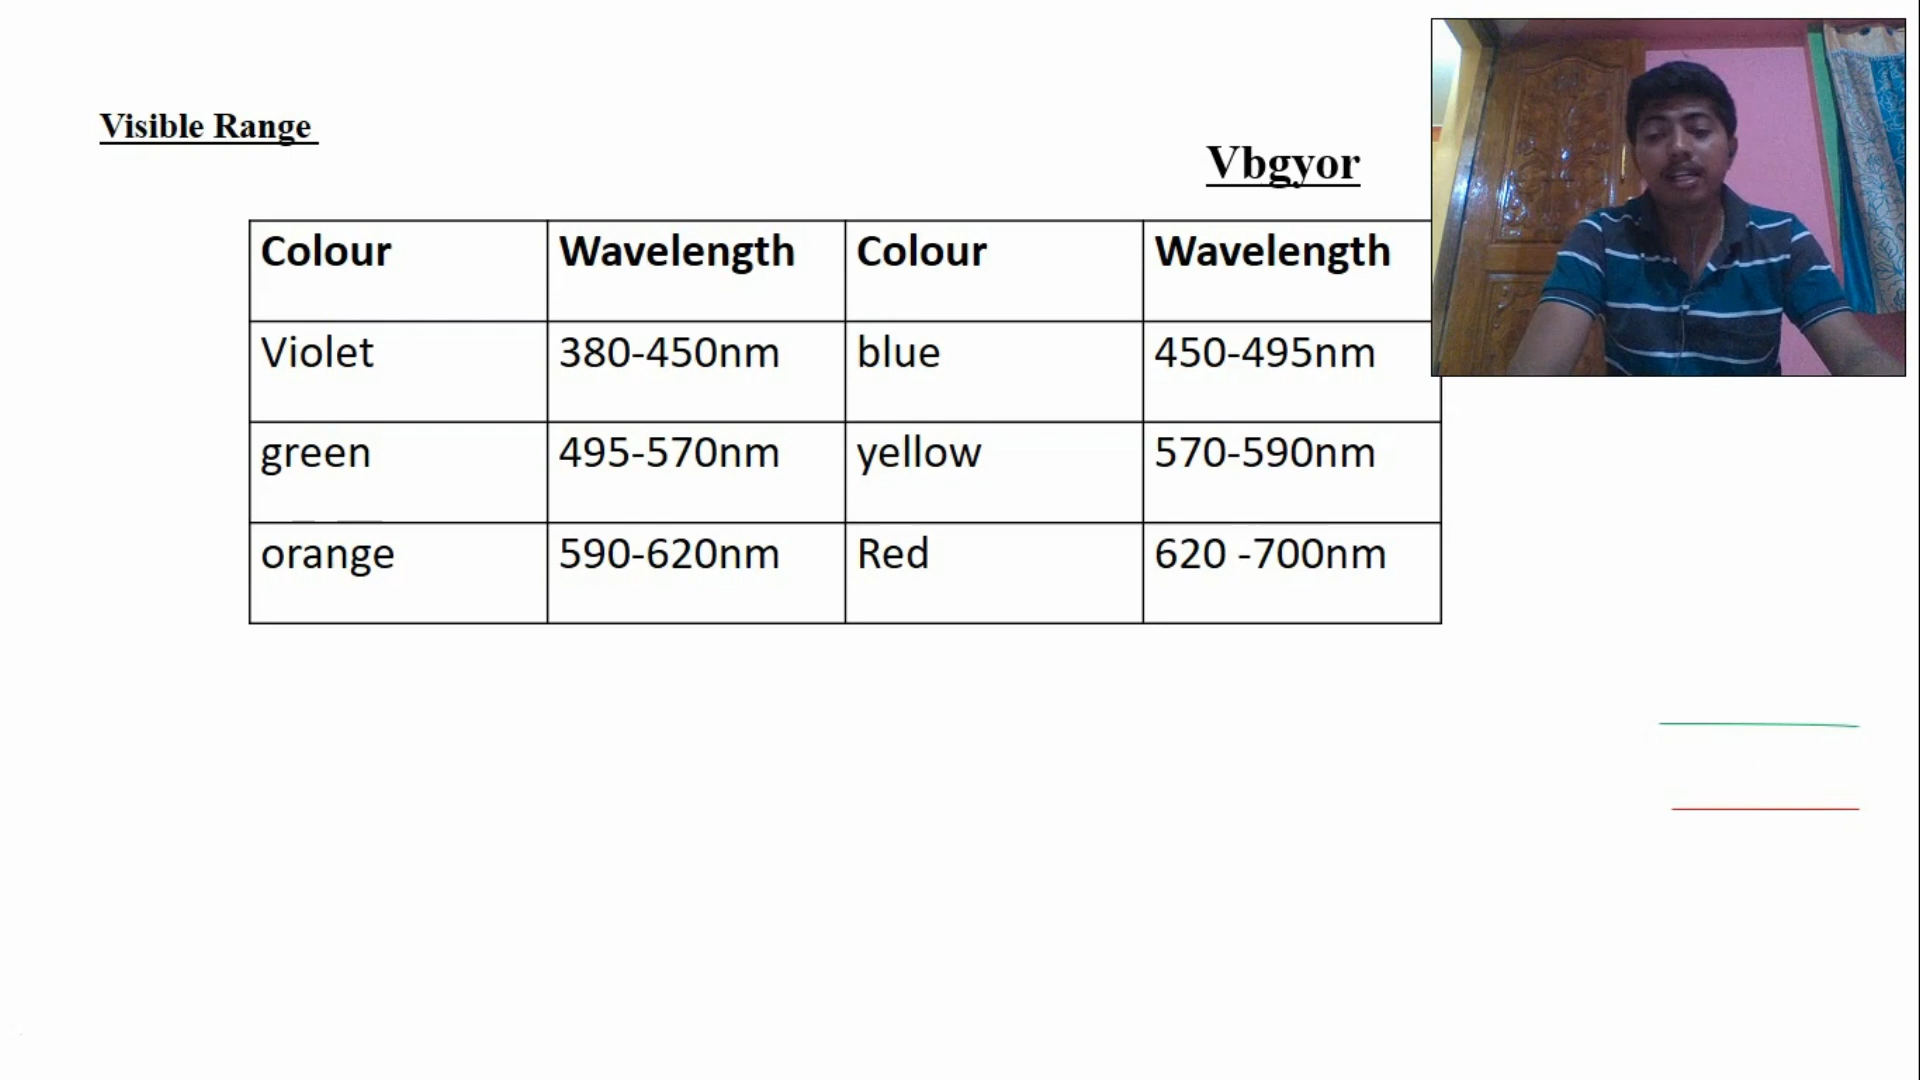 Visible Range
Vbgyor
Colour Wavelength Colour Wavelength
Violet 380-450nm blue 450-495nm
green 495-570nm yellow 570-590nm
orange 590-620nm Red 620 -700nm